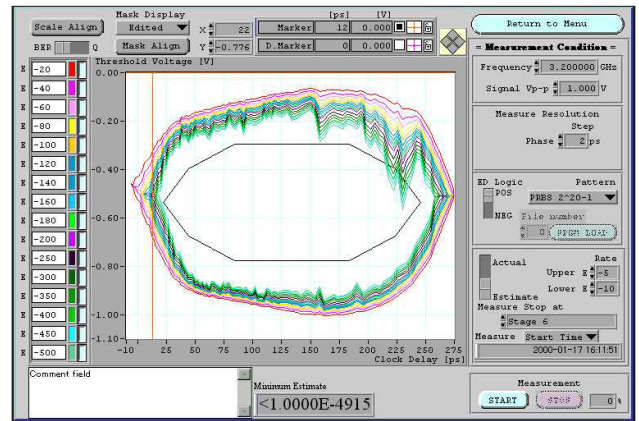 Scale Align
BER Q
Mask Display
Edited
Mask Align
X 22
Y -0.776
[ps] [V]
Marker 12 0.000
D.Marker 0 0.000
Return to Menu
= Measurement Condition =
Frequency 3.200000 GHz
Signal Vp-p 1.000 V
Measure Resolution
Step
Phase 2 ps
ED Logic
POS
NEG
Pattern
PRBS 2^20-1
File number
0 PPGM LOAD
Actual
Estimate
Rate
Upper E -5
Lower E -10
Measure Stop at
Stage 6
Measure Start Time
2000-01-17 16:11:51
Measurement
START STOP 0 %
E -20
E -40
E -60
E -80
E -100
E -120
E -140
E -160
E -180
E -200
E -250
E -300
E -350
E -400
E -450
E -500
Threshold Voltage [V]
0.00
-0.20
-0.40
-0.60
-0.80
-1.00
-1.10
-10 25 50 75 100 125 150 175 200 225 250 275
Clock Delay [ps]
Comment field
Minimum Estimate
<1.0000E-4915